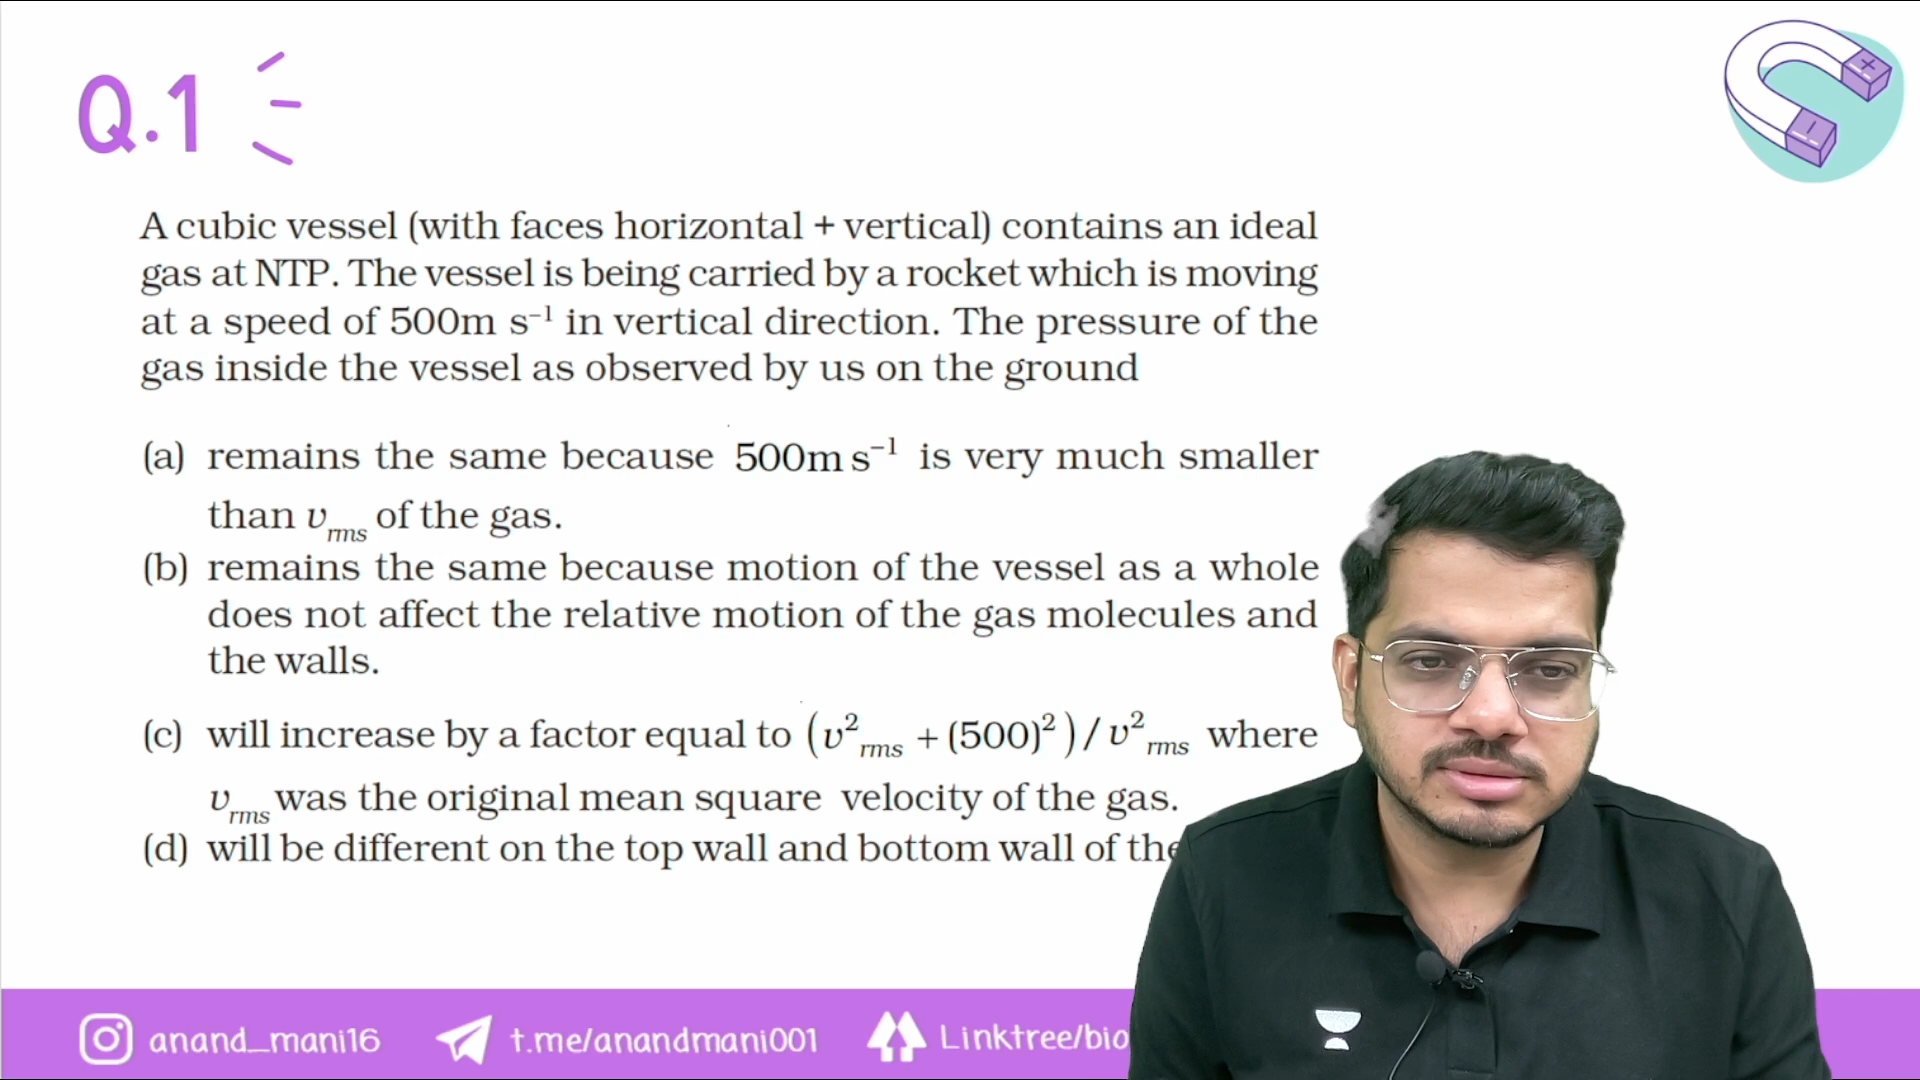 Q.1
A cubic vessel (with faces horizontal + vertical) contains an ideal
gas at NTP. The vessel is being carried by a rocket which is moving
at a speed of 500m s⁻¹ in vertical direction. The pressure of the
gas inside the vessel as observed by us on the ground
(a) remains the same because 500m s⁻¹ is very much smaller
than v_rms of the gas.
(b) remains the same because motion of the vessel as a whole
does not affect the relative motion of the gas molecules and
the walls.
(c) will increase by a factor equal to (v²_rms + (500)²) / v²_rms where
v_rms was the original mean square velocity of the gas.
(d) will be different on the top wall and bottom wall of the
anand_mani16 t.me/anandmani001 Linktree/bio